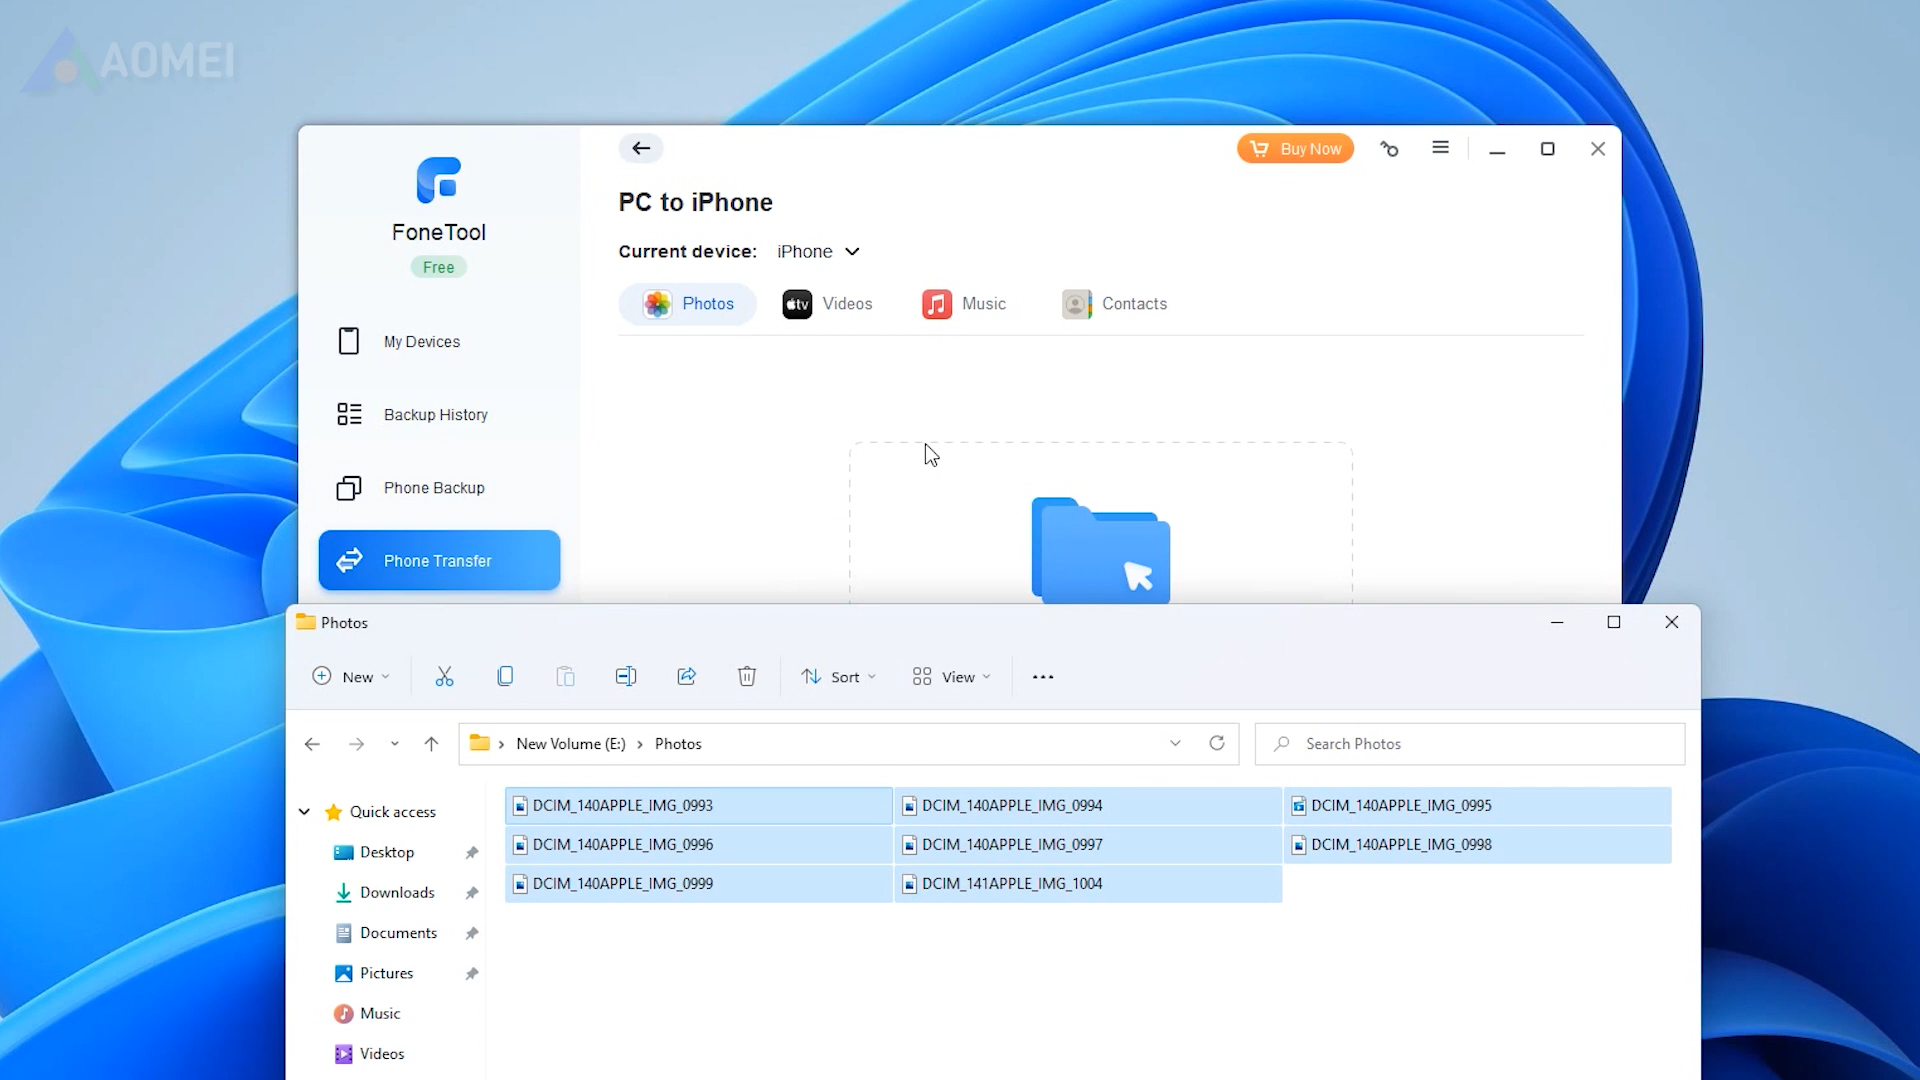 AOMEI
Buy Now
FoneTool
Free
My Devices
Backup History
Phone Backup
Phone Transfer
PC to iPhone
Current device: iPhone
Photos tv Videos Music Contacts
Photos
New Sort View
New Volume (E:) Photos
Search Photos
Quick access
Desktop
Downloads
Documents
Pictures
Music
Videos
DCIM_140APPLE_IMG_0993 DCIM_140APPLE_IMG_0994 DCIM_140APPLE_IMG_0995
DCIM_140APPLE_IMG_0996 DCIM_140APPLE_IMG_0997 DCIM_140APPLE_IMG_0998
DCIM_140APPLE_IMG_0999 DCIM_141APPLE_IMG_1004